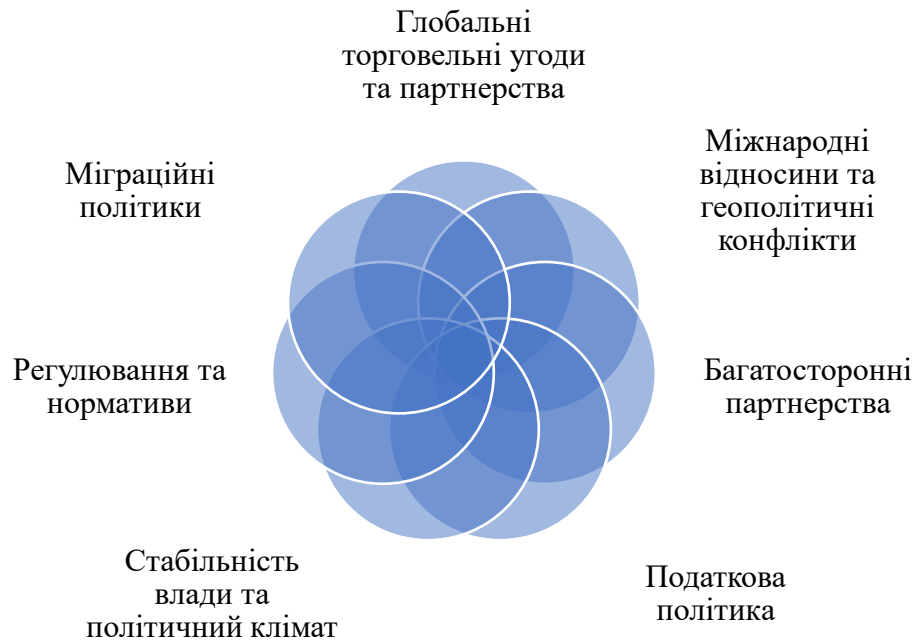 Глобальні
торговельні угоди
та партнерства
Міжнародні
відносини та
геополітичні
конфлікти
Багатосторонні
партнерства
Податкова
політика
Стабільність
влади та
політичний клімат
Регулювання та
нормативи
Міграційні
політики